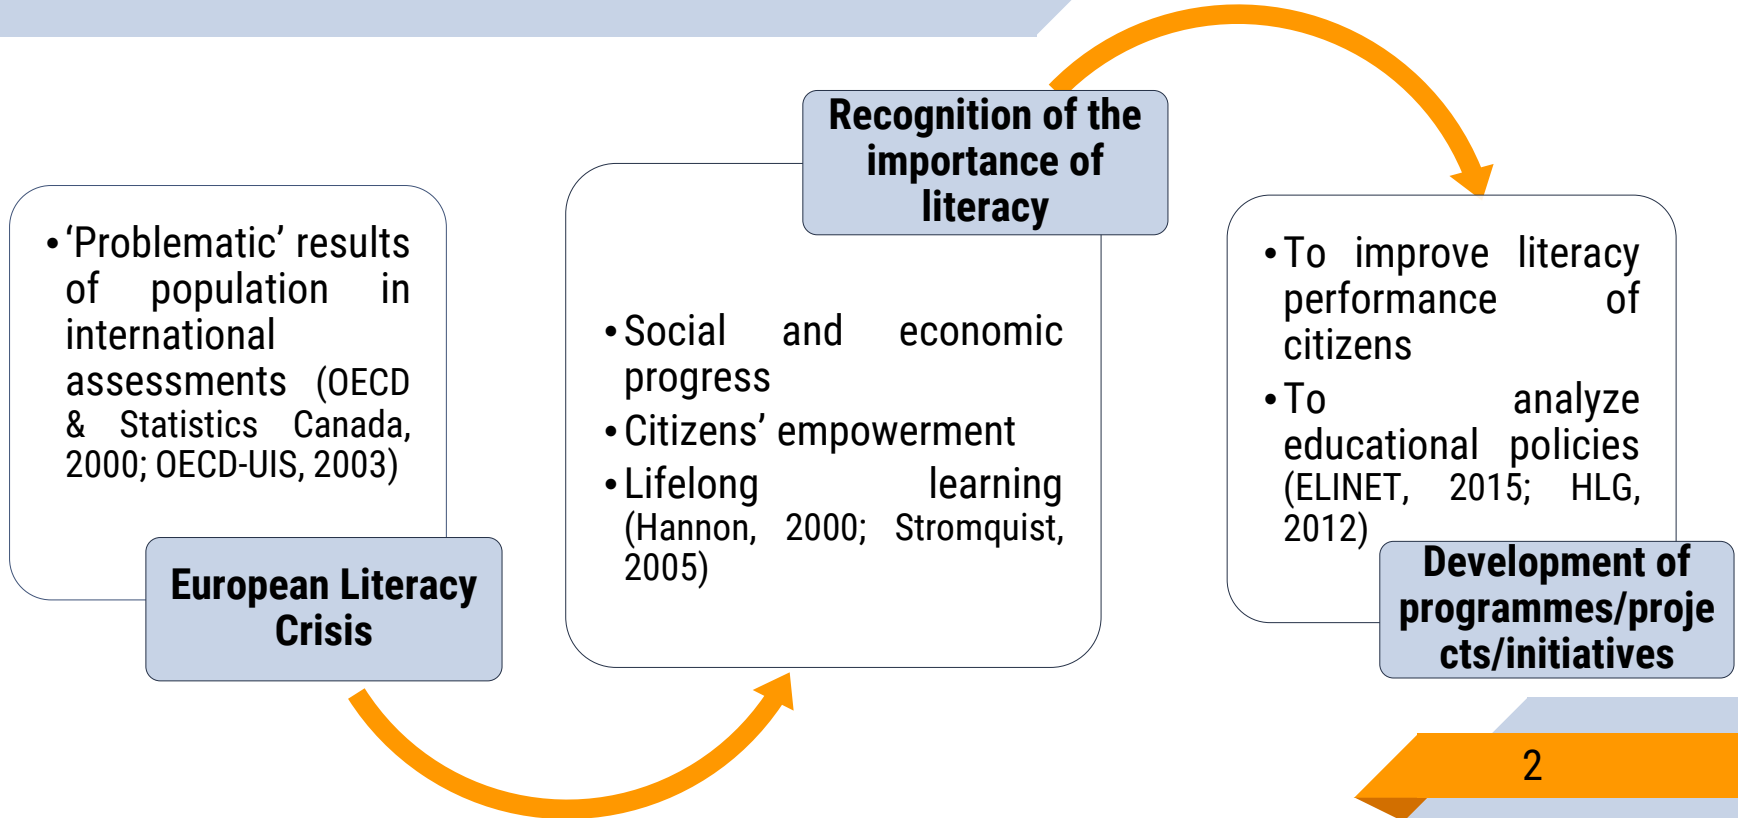 • ‘Problematic’ results
of population in
international
assessments (OECD
& Statistics Canada,
2000; OECD-UIS, 2003)
European Literacy
Crisis
Recognition of the
importance of
literacy
• Social and economic
progress
• Citizens’ empowerment
• Lifelong learning
(Hannon, 2000; Stromquist,
2005)
• To improve literacy
performance of
citizens
• To analyze
educational policies
(ELINET, 2015; HLG,
2012)
Development of
programmes/proje
cts/initiatives
2